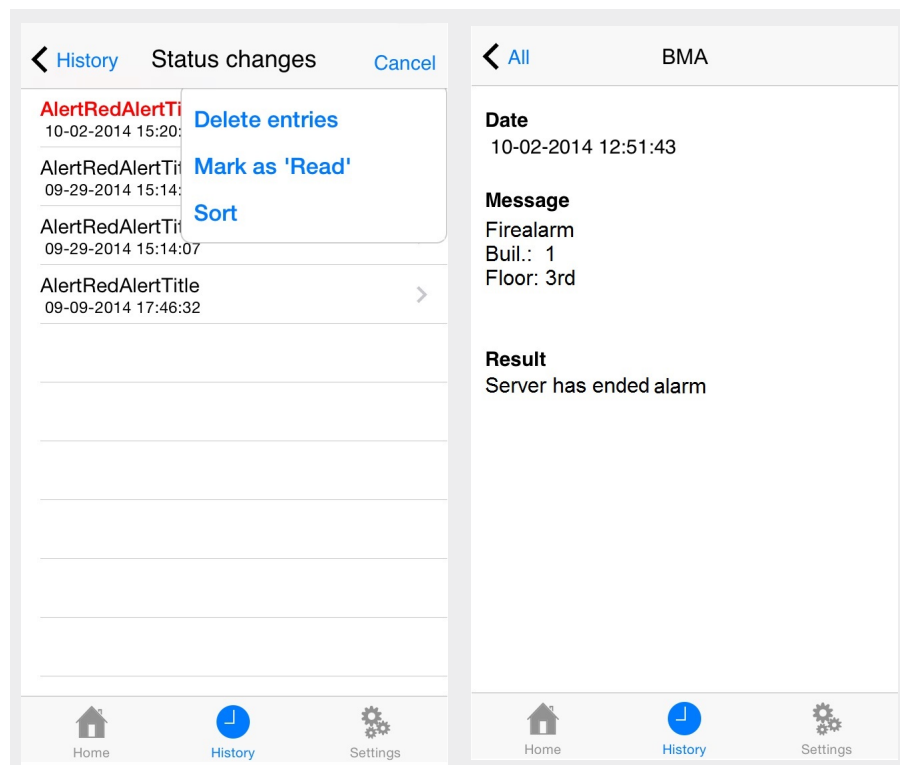 History Status changes Cancel
AlertRedAlertTi
10-02-2014 15:20:
AlertRedAlertTit
09-29-2014 15:14:
AlertRedAlertTit
09-29-2014 15:14:07
AlertRedAlertTitle
09-09-2014 17:46:32
Delete entries
Mark as 'Read'
Sort
Home History Settings
All BMA
Date
10-02-2014 12:51:43
Message
Firealarm
Buil.: 1
Floor: 3rd
Result
Server has ended alarm
Home History Settings